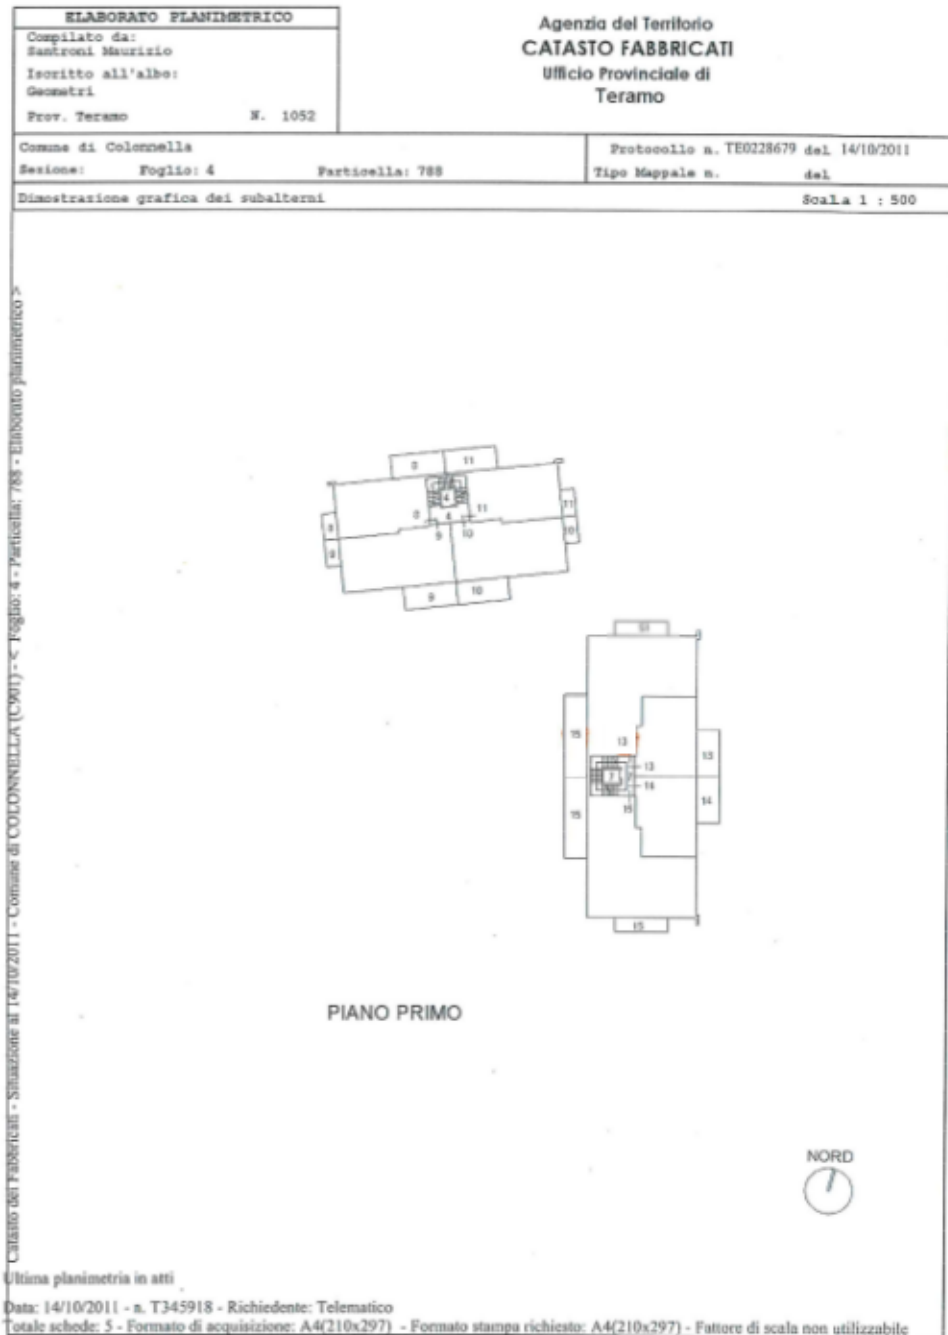 ELABORATO PLANIMETRICO
Compilato da:
Santroni Maurizio
Iscritto all'albo:
Geometri
Prov. Teramo N. 1052
Agenzia del Territorio
CATASTO FABBRICATI
Ufficio Provinciale di
Teramo
Comune di Colonnella
Sezione: Foglio: 4 Particella: 788
Protocollo n. TE0228679 del 14/10/2011
Tipo Mappale n. del
Dimostrazione grafica dei subalterni
Scala 1 : 500
Catasto dei Fabbricati - Situazione al 14/10/2011 - Comune di COLONNELLA (C901) - < Foglio: 4 - Particella: 788 - Elaborato planimetrico >
11
4
11
4
9
10
11
10
9
10
15
13
13
13
7
14
14
15
15
15
PIANO PRIMO
NORD
Ultima planimetria in atti
Data: 14/10/2011 - n. T345918 - Richiedente: Telematico
Totale schede: 5 - Formato di acquisizione: A4(210x297) - Formato stampa richiesto: A4(210x297) - Fattore di scala non utilizzabile